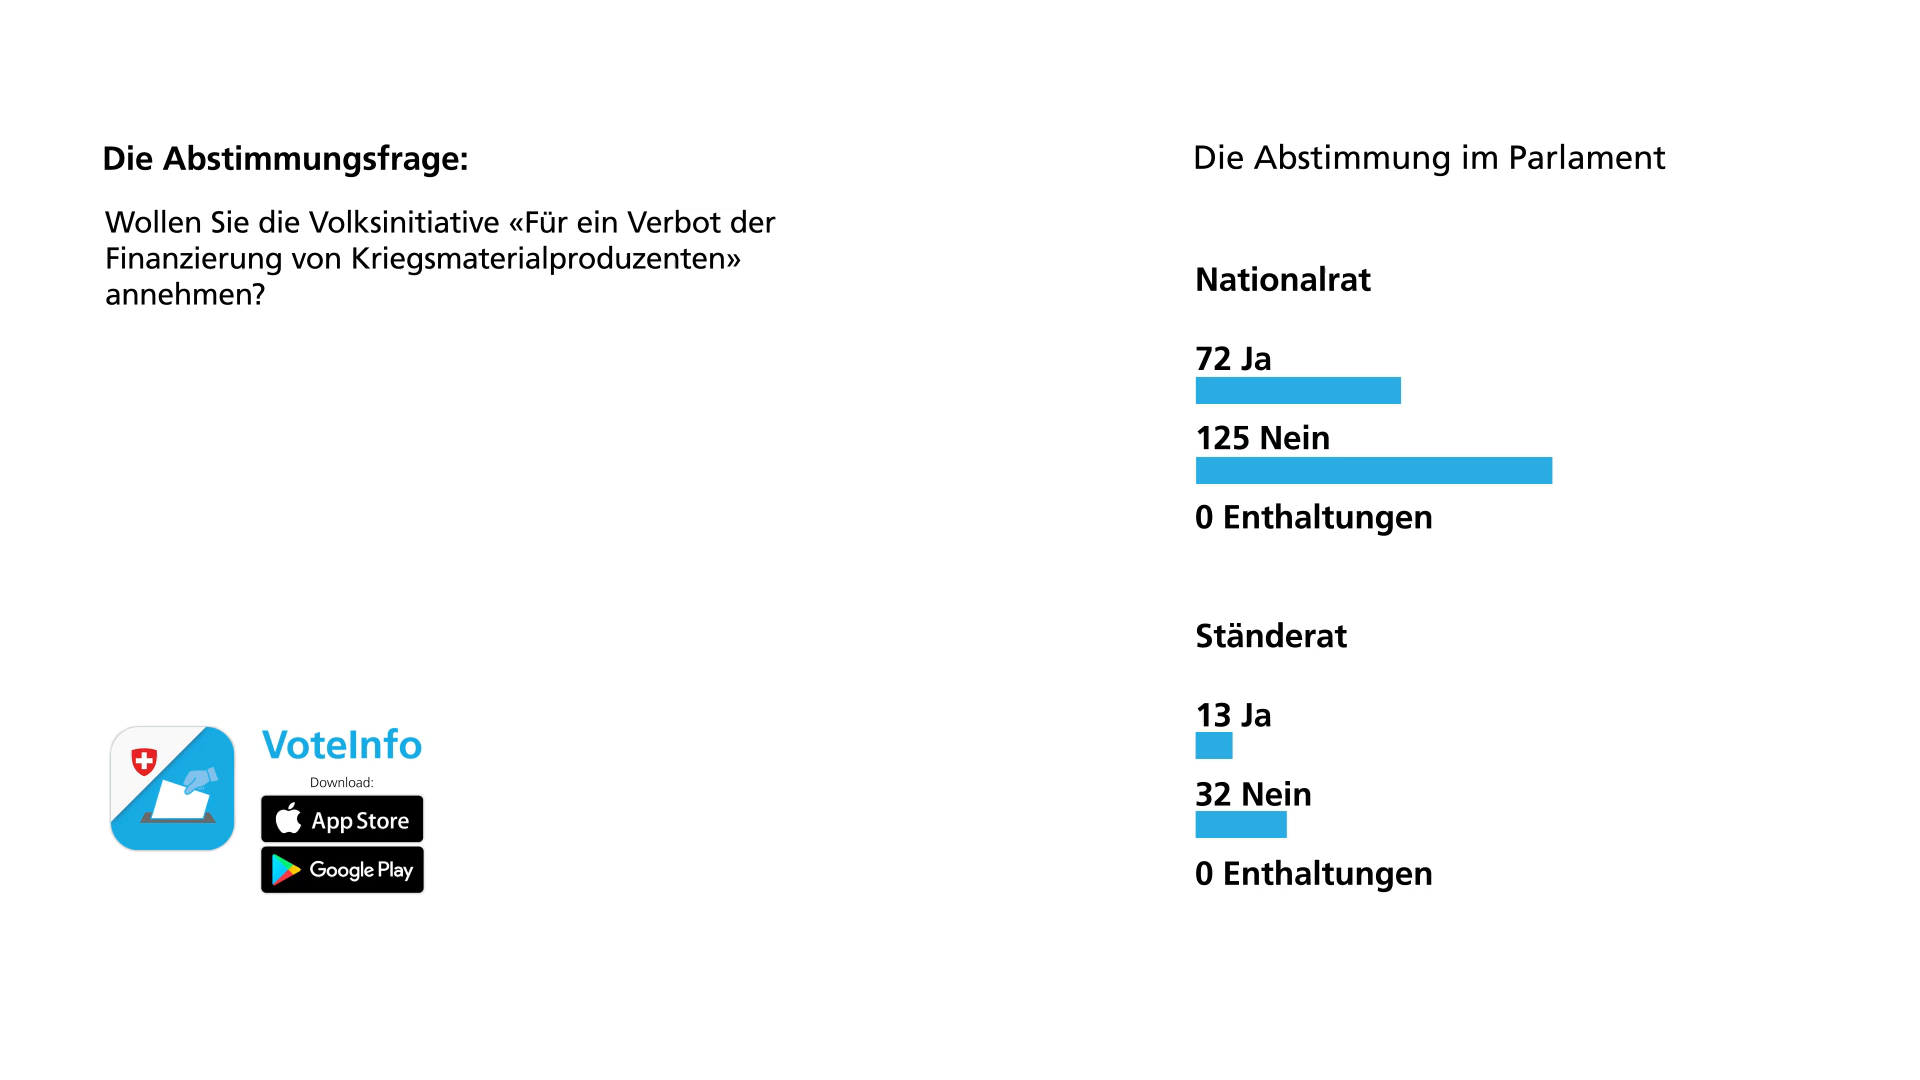 Die Abstimmungsfrage:
Wollen Sie die Volksinitiative «Für ein Verbot der
Finanzierung von Kriegsmaterialproduzenten»
annehmen?
VoteInfo
Download:
App Store
Google Play
Die Abstimmung im Parlament
Nationalrat
72 Ja
125 Nein
0 Enthaltungen
Ständerat
13 Ja
32 Nein
0 Enthaltungen